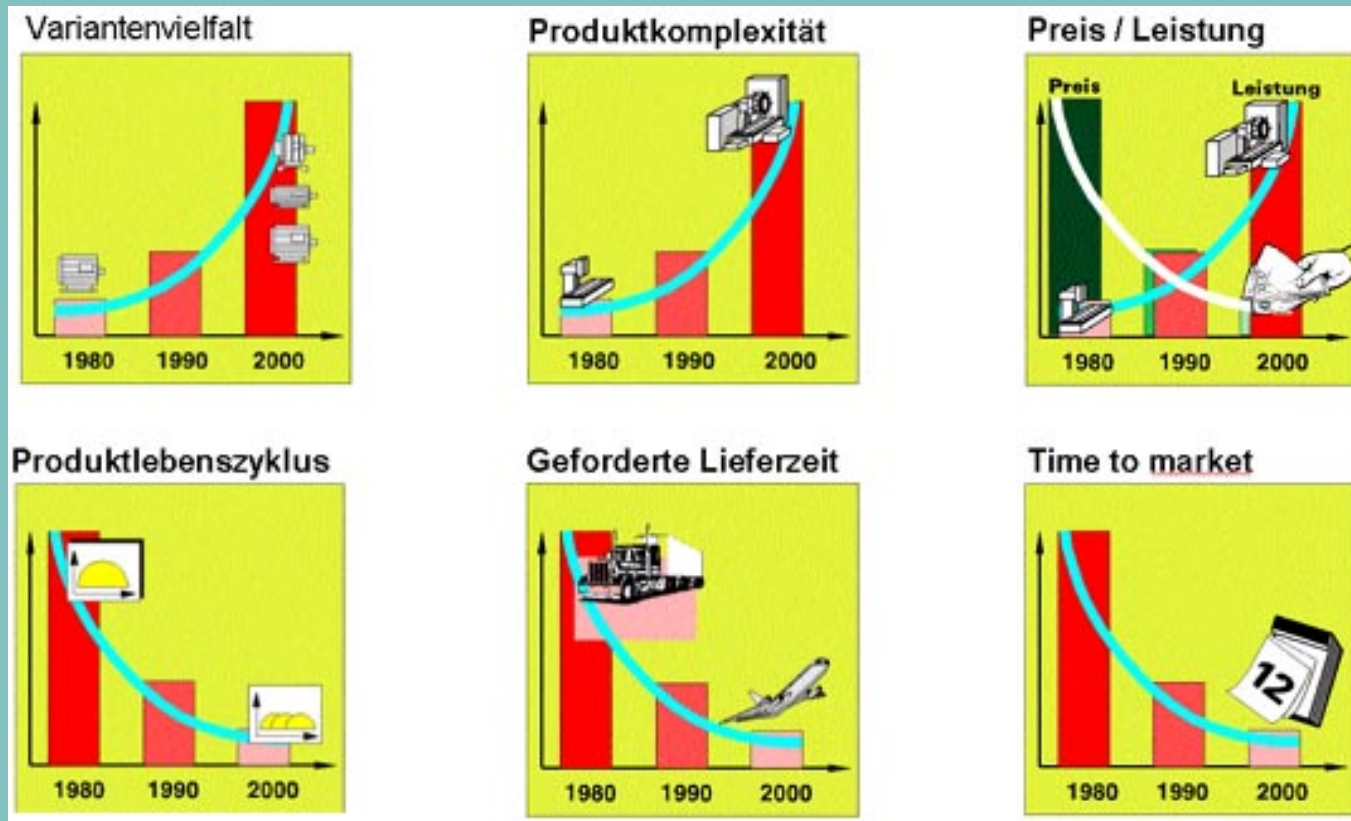 Variantenvielfalt
1980 1990 2000
Produktkomplexität
1980 1990 2000
Preis / Leistung
Preis Leistung
1980 1990 2000
Produktlebenszyklus
1980 1990 2000
Geforderte Lieferzeit
1980 1990 2000
Time to market
12
1980 1990 2000